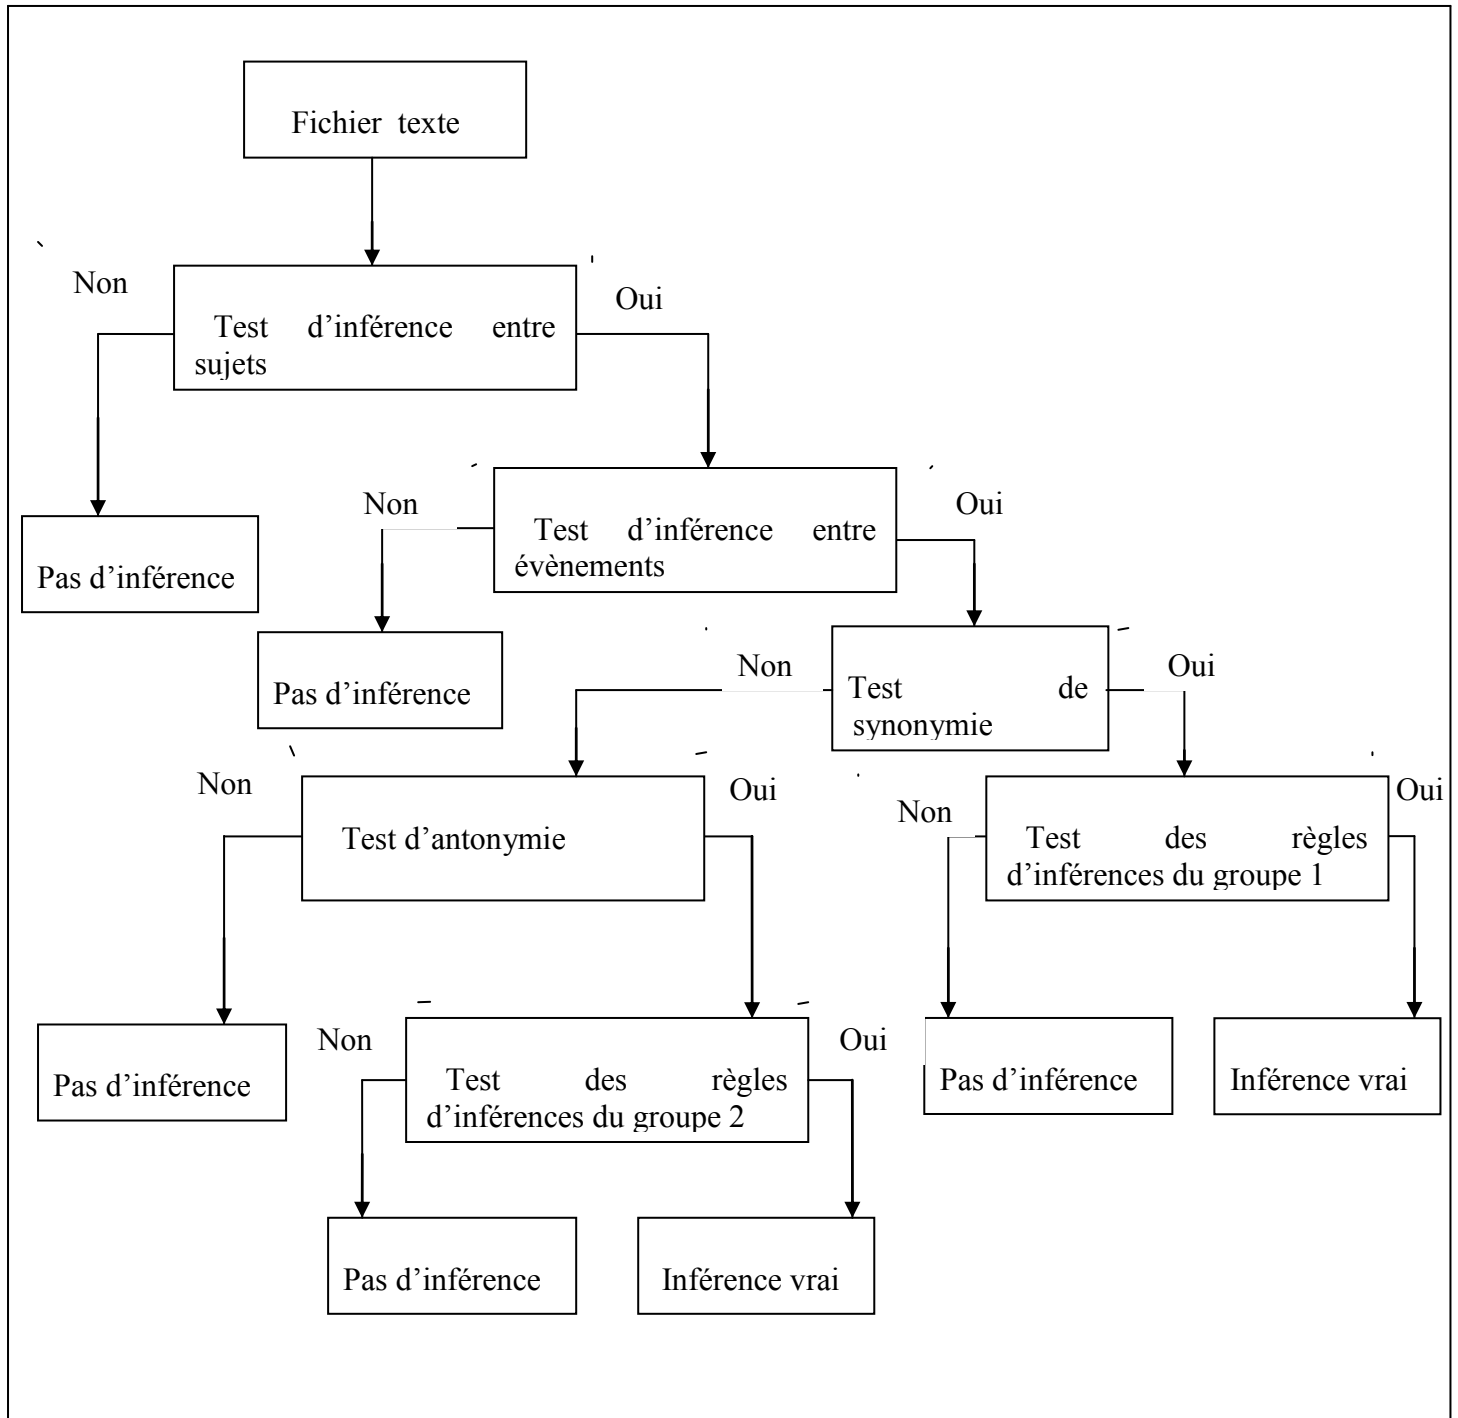 Fichier texte
Non
Oui
Test d’inférence entre
sujets
Non
Oui
Test d’inférence entre
évènements
Pas d’inférence
Non
Oui
Test de
synonymie
Pas d’inférence
Non
Oui
Test d’antonymie
Non
Oui
Test des règles
d’inférences du groupe 1
Non
Oui
Test des règles
d’inférences du groupe 2
Pas d’inférence
Pas d’inférence
Inférence vrai
Pas d’inférence
Inférence vrai